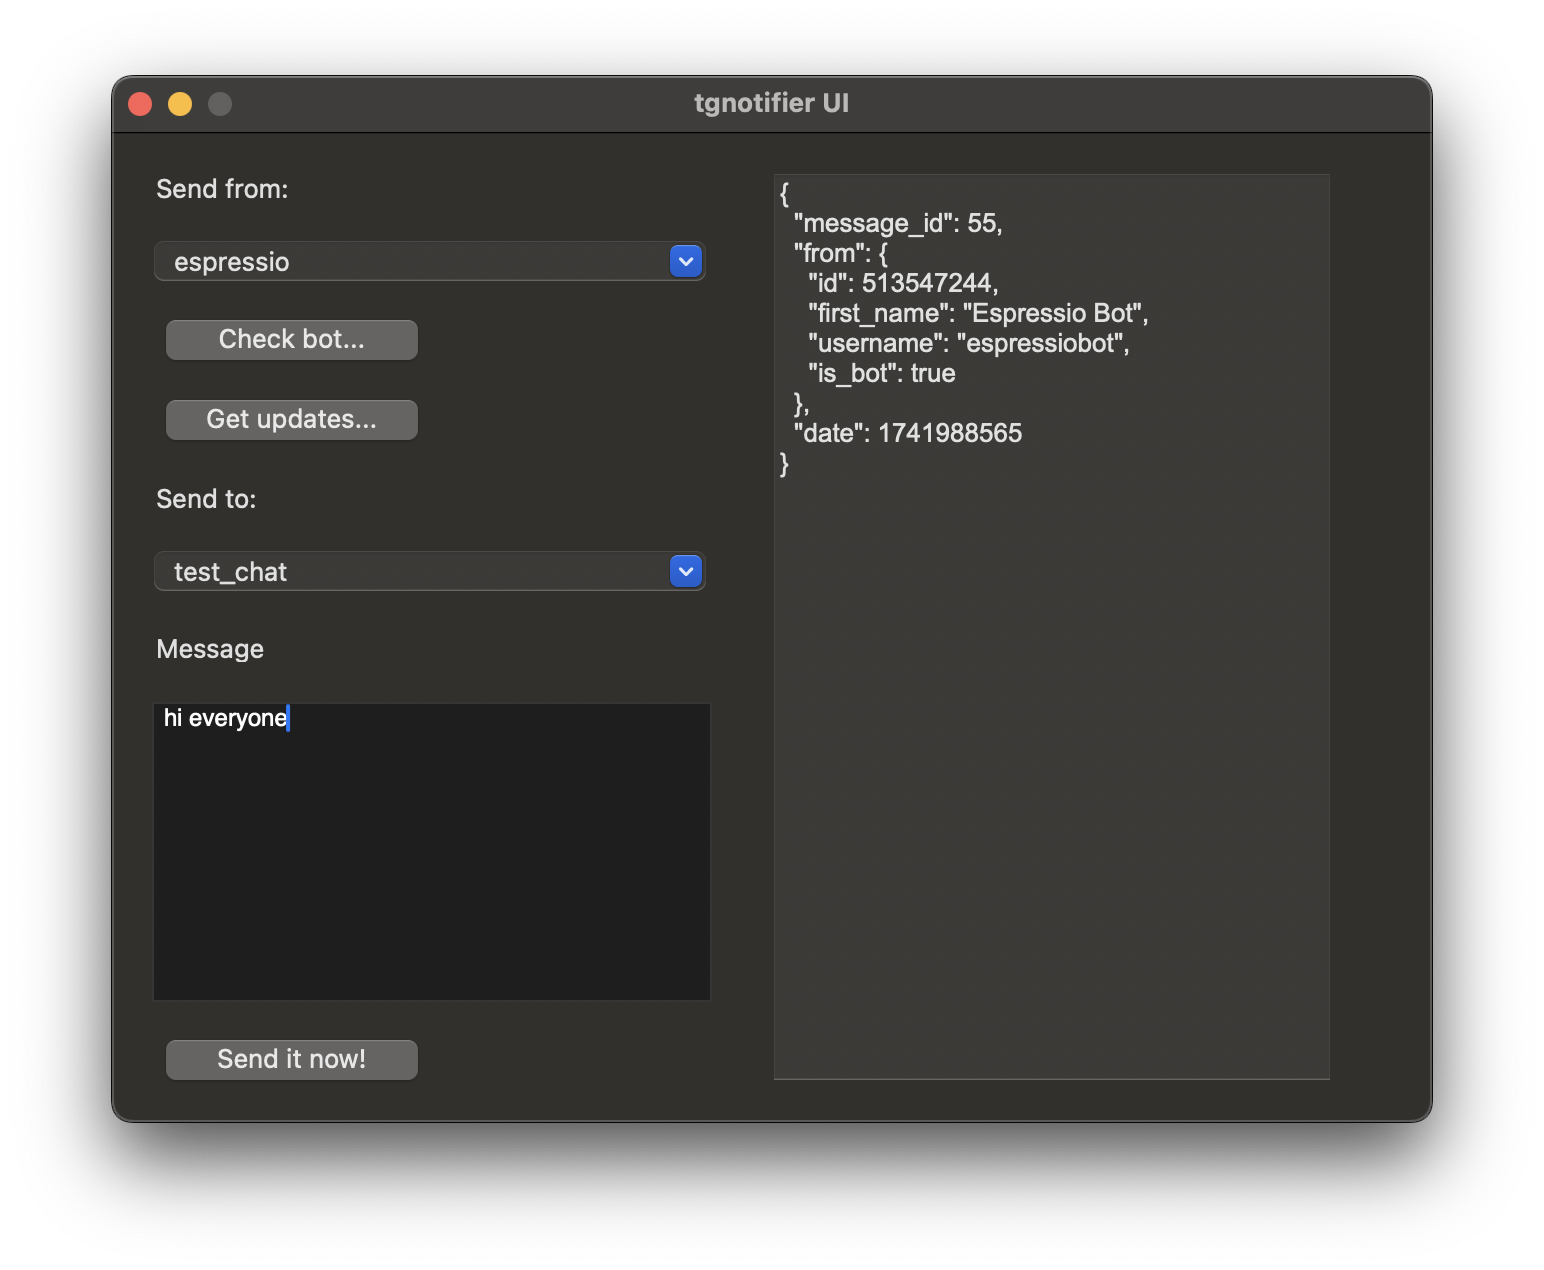 tgnotifier UI
Send from:
espressio
Check bot...
Get updates...
Send to:
test_chat
Message
hi everyone
Send it now!
{
"message_id": 55,
"from": {
"id": 513547244,
"first_name": "Espressio Bot",
"username": "espressiobot",
"is_bot": true
},
"date": 1741988565
}